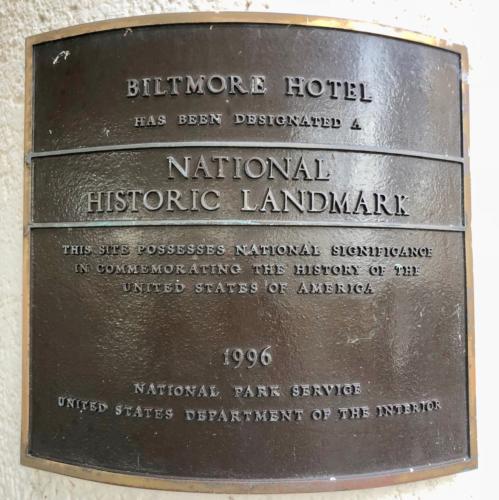 BILTMORE HOTEL
HAS BEEN DESIGNATED A
NATIONAL
HISTORIC LANDMARK
THIS SITE POSSESSES NATIONAL SIGNIFICANCE
IN COMMEMORATING THE HISTORY OF THE
UNITED STATES OF AMERICA
1996
NATIONAL PARK SERVICE
UNITED STATES DEPARTMENT OF THE INTERIOR